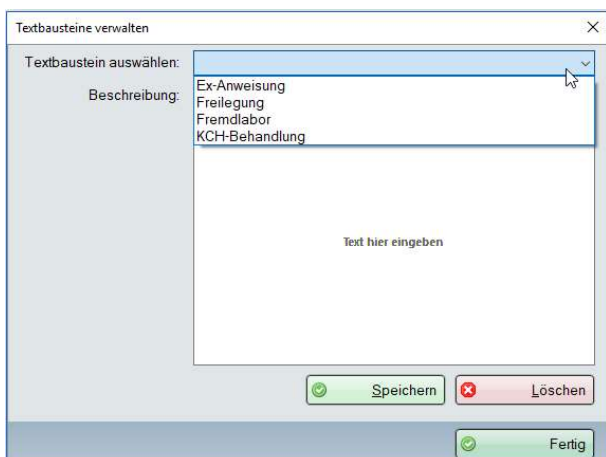 Textbausteine verwalten
Textbaustein auswählen:
Beschreibung:
Ex-Anweisung
Freilegung
Fremdlabor
KCH-Behandlung
Text hier eingeben
Speichern
Löschen
Fertig